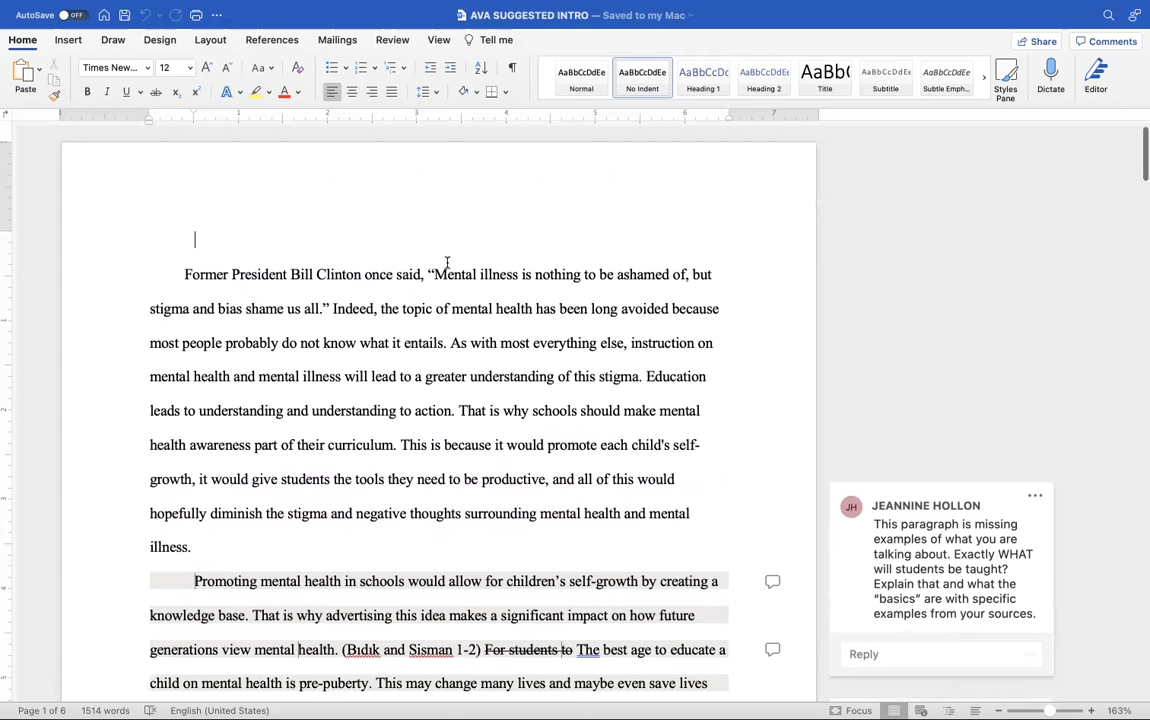 AutoSave OFF
AVA SUGGESTED INTRO — Saved to my Mac
Home Insert Draw Design Layout References Mailings Review View Tell me
Share Comments
Paste
Times New... 12
AaBbCcDdEe Normal
AaBbCcDdEe No Indent
AaBbCcDc Heading 1
AaBbCcDdEe Heading 2
AaBb( Title
AaBbCcDdEe Subtitle
AaBbCcDdEe Subtle Emph...
Styles Pane
Dictate
Editor
1 1 2 3 4 5 6 7
Former President Bill Clinton once said, “Mental illness is nothing to be ashamed of, but
stigma and bias shame us all.” Indeed, the topic of mental health has been long avoided because
most people probably do not know what it entails. As with most everything else, instruction on
mental health and mental illness will lead to a greater understanding of this stigma. Education
leads to understanding and understanding to action. That is why schools should make mental
health awareness part of their curriculum. This is because it would promote each child's self-
growth, it would give students the tools they need to be productive, and all of this would
hopefully diminish the stigma and negative thoughts surrounding mental health and mental
illness.
Promoting mental health in schools would allow for children’s self-growth by creating a
knowledge base. That is why advertising this idea makes a significant impact on how future
generations view mental health. (Bıdık and Sisman 1-2) For students to The best age to educate a
child on mental health is pre-puberty. This may change many lives and maybe even save lives
JH JEANNINE HOLLON
This paragraph is missing
examples of what you are
talking about. Exactly WHAT
will students be taught?
Explain that and what the
“basics” are with specific
examples from your sources.
Reply
Page 1 of 6 1514 words English (United States) Focus 163%